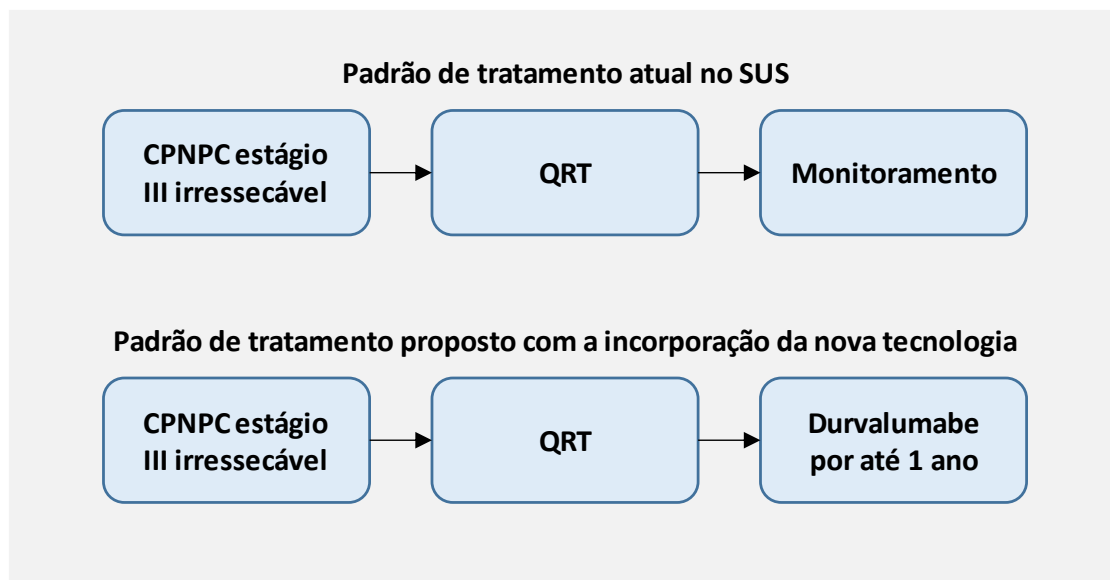 Padrão de tratamento atual no SUS
CPNPC estágio
III irressecável
QRT
Monitoramento
Padrão de tratamento proposto com a incorporação da nova tecnologia
CPNPC estágio
III irressecável
QRT
Durvalumabe
por até 1 ano